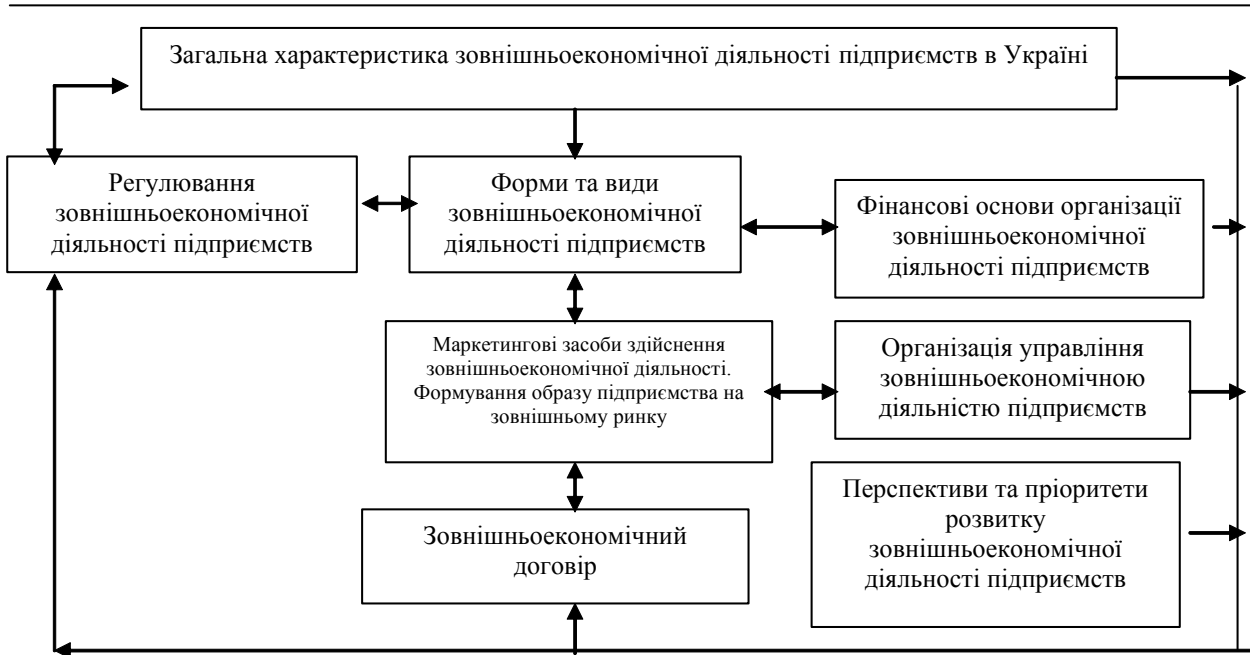 Загальна характеристика зовнішньоекономічної діяльності підприємств в Україні
Регулювання
зовнішньоекономічної
діяльності підприємств
Форми та види
зовнішньоекономічної
діяльності підприємств
Фінансові основи організації
зовнішньоекономічної
діяльності підприємств
Маркетингові засоби здійснення
зовнішньоекономічної діяльності.
Формування образу підприємства на
зовнішньому ринку
Організація управління
зовнішньоекономічною
діяльністю підприємств
Перспективи та пріоритети
розвитку
зовнішньоекономічної
діяльності підприємств
Зовнішньоекономічний
договір